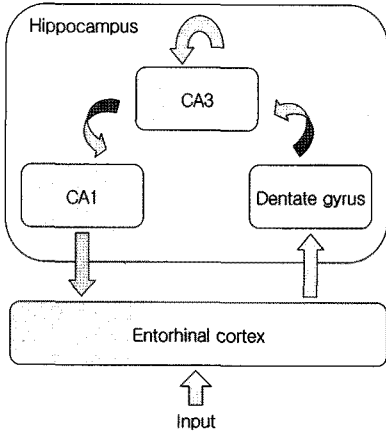 Hippocampus
CA3
CA1
Dentate gyrus
Entorhinal cortex
Input